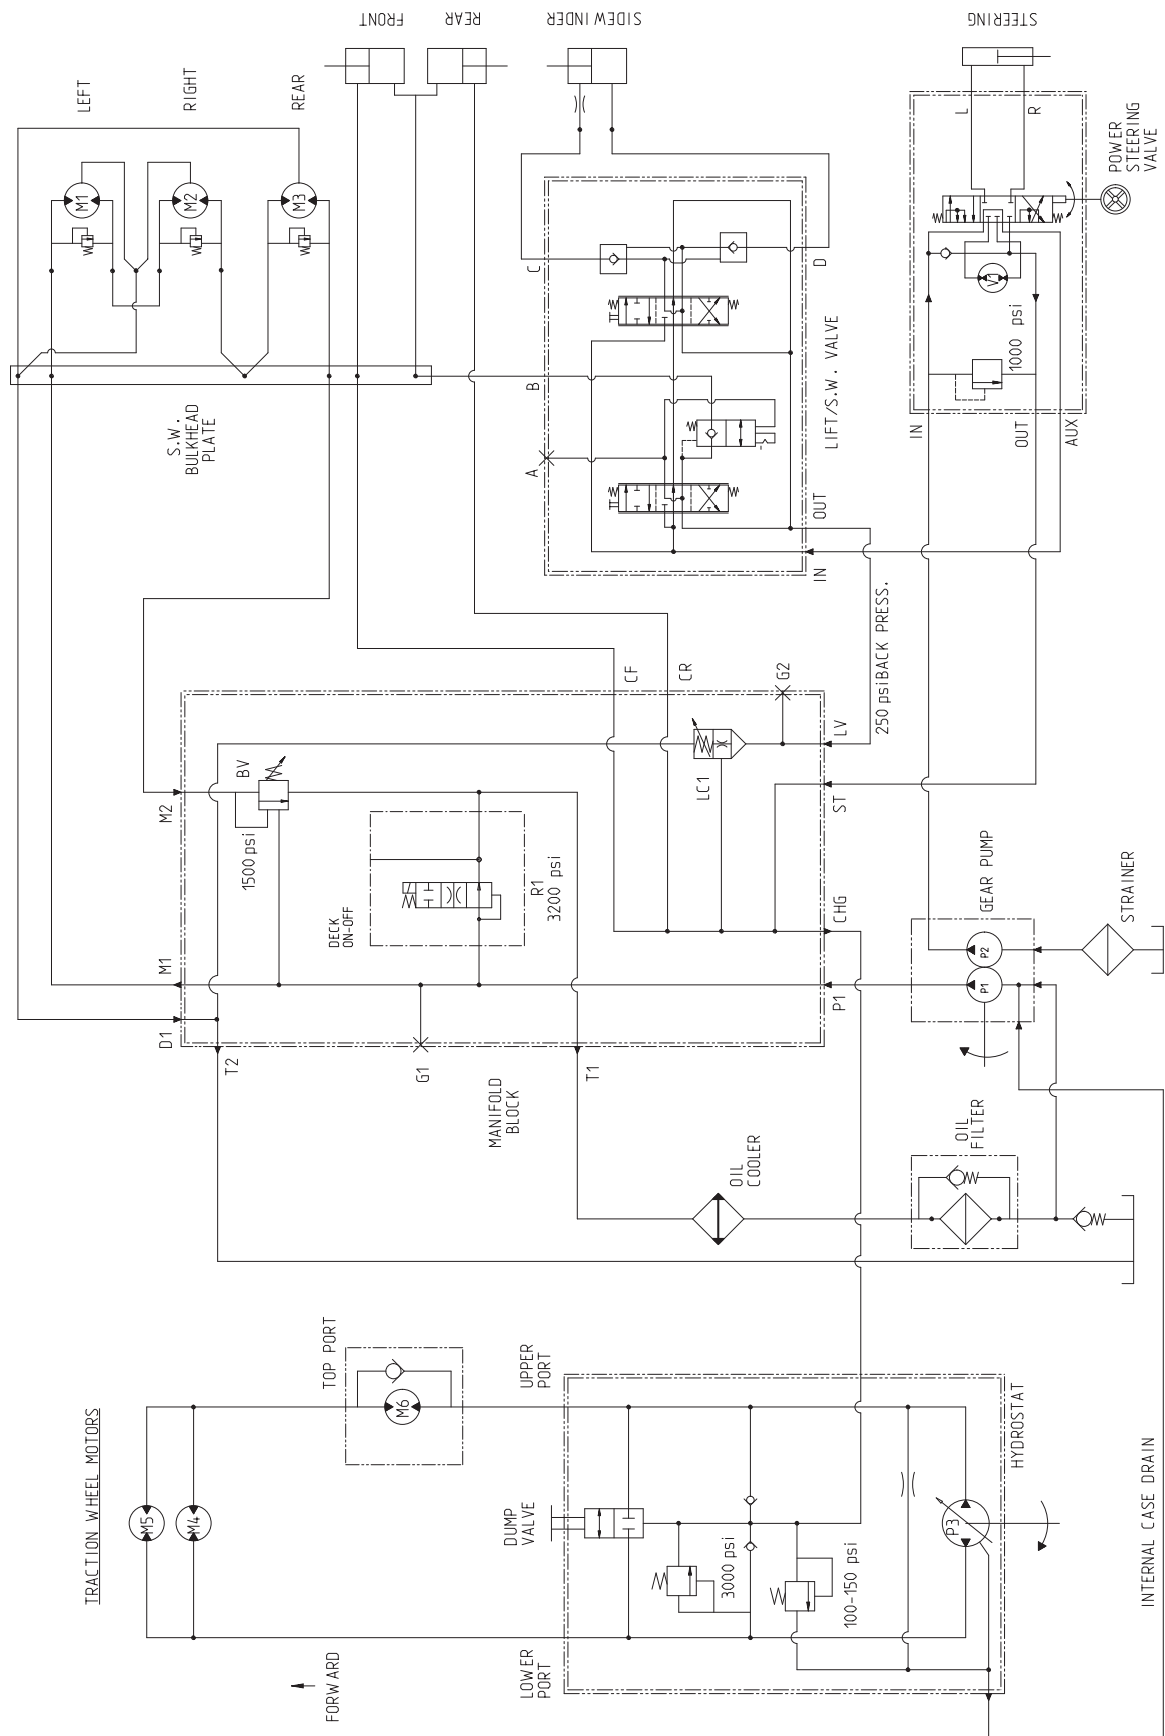 TRACTION WHEEL MOTORS
FORWARD
M5
M4
TOP PORT
M6
LOWER
PORT
DUMP
VALVE
UPPER
PORT
3000 psi
100-150 psi
P3
HYDROSTAT
INTERNAL CASE DRAIN
D1
M1
M2
T2
G1
T1
MANIFOLD
BLOCK
1500 psi
BV
DECK
ON-OFF
R1
3200 psi
CF
CR
LC1
G2
P1
CHG
ST
LV
250 psi BACK PRESS.
OIL
COOLER
OIL
FILTER
P1
P2
GEAR PUMP
STRAINER
S.W.
BULKHEAD
PLATE
M1
LEFT
M2
RIGHT
M3
REAR
FRONT
REAR
SIDEWINDER
STEERING
A
B
C
D
IN
OUT
LIFT/S.W. VALVE
IN
OUT
AUX
1000 psi
V1
L
R
POWER
STEERING
VALVE